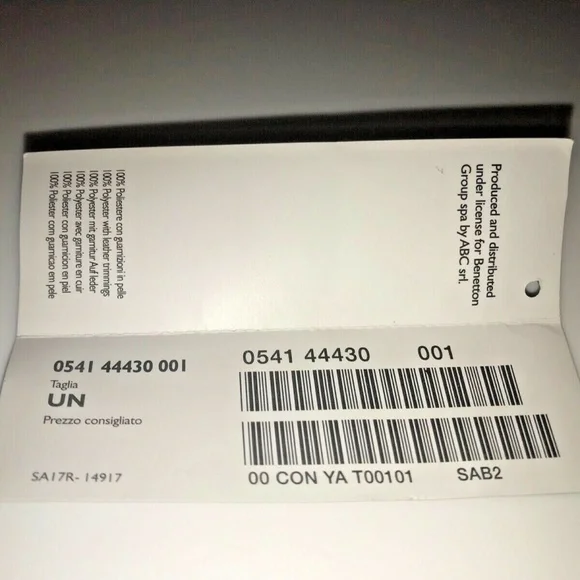 Produced and distributed
under license for Benetton
Group spa by ABC srl.
100% Poliestere con guarnizioni in pelle
100% Polyester with leather trimmings
100% Polyester mit garnitur Auf leder
100% Polyester avec garniture en cuir
100% Poliester con guarnicion en piel
100% Poliester com guarnicao em pele
0541 44430 001
Taglia
UN
Prezzo consigliato
SA17R- 14917
0541 44430 001
00 CON YA T00101 SAB2